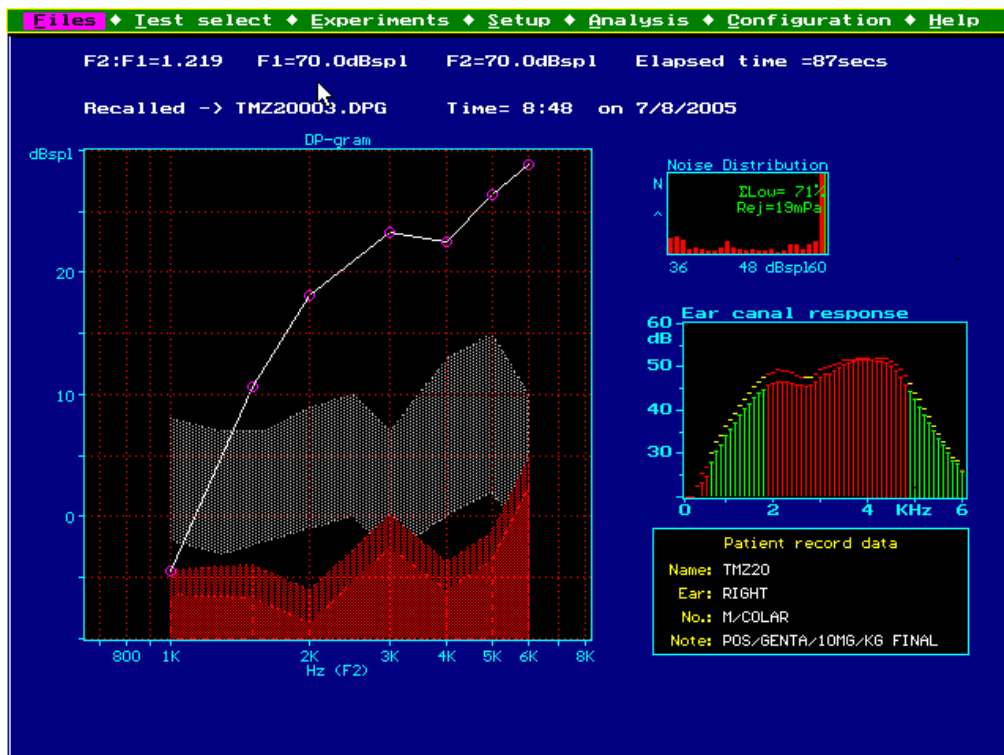 Files ♦ Test select ♦ Experiments ♦ Setup ♦ Analysis ♦ Configuration ♦ Help
F2:F1=1.219 F1=70.0dBspl F2=70.0dBspl Elapsed time =87secs
Recalled -> TMZ20003.DPG Time= 8:48 on 7/8/2005
DP-gram
dBspl
20
10
0
800 1K 2K 3K 4K 5K 6K 8K
Hz (F2)
Noise Distribution
N
^
ΣLow= 71%
Rej=19mPa
36 48 dBspl60
Ear canal response
60
dB
50
40
30
0 2 4 KHz 6
Patient record data
Name: TMZ20
Ear: RIGHT
No.: M/COLAR
Note: POS/GENTA/10MG/KG FINAL